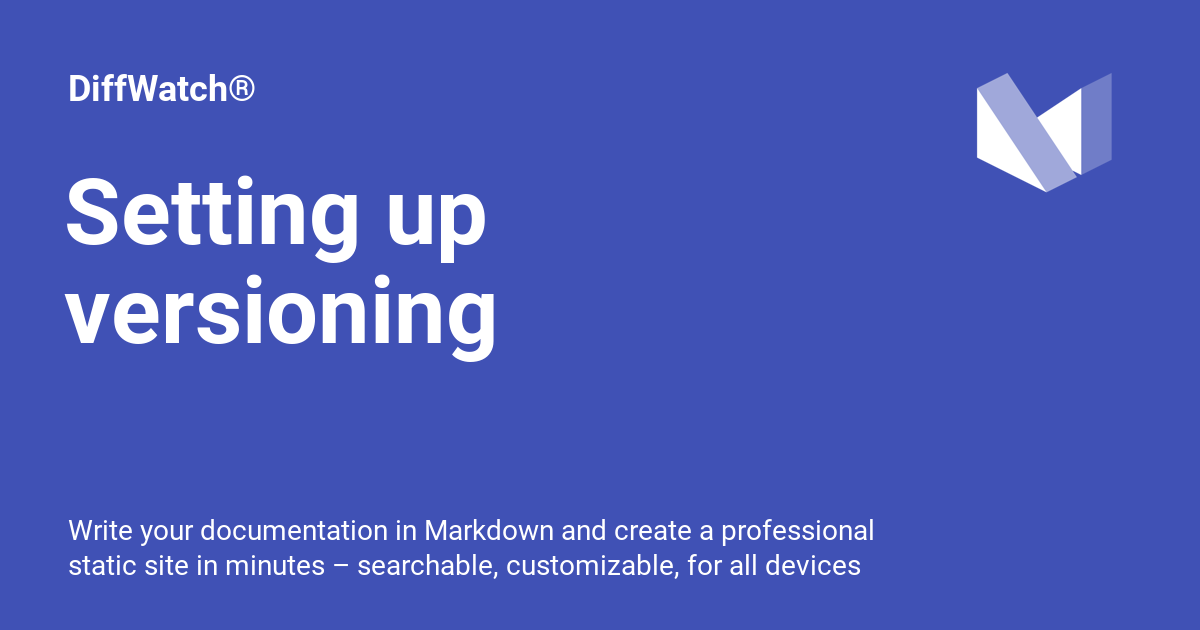 DiffWatch®
Setting up
versioning
Write your documentation in Markdown and create a professional
static site in minutes – searchable, customizable, for all devices